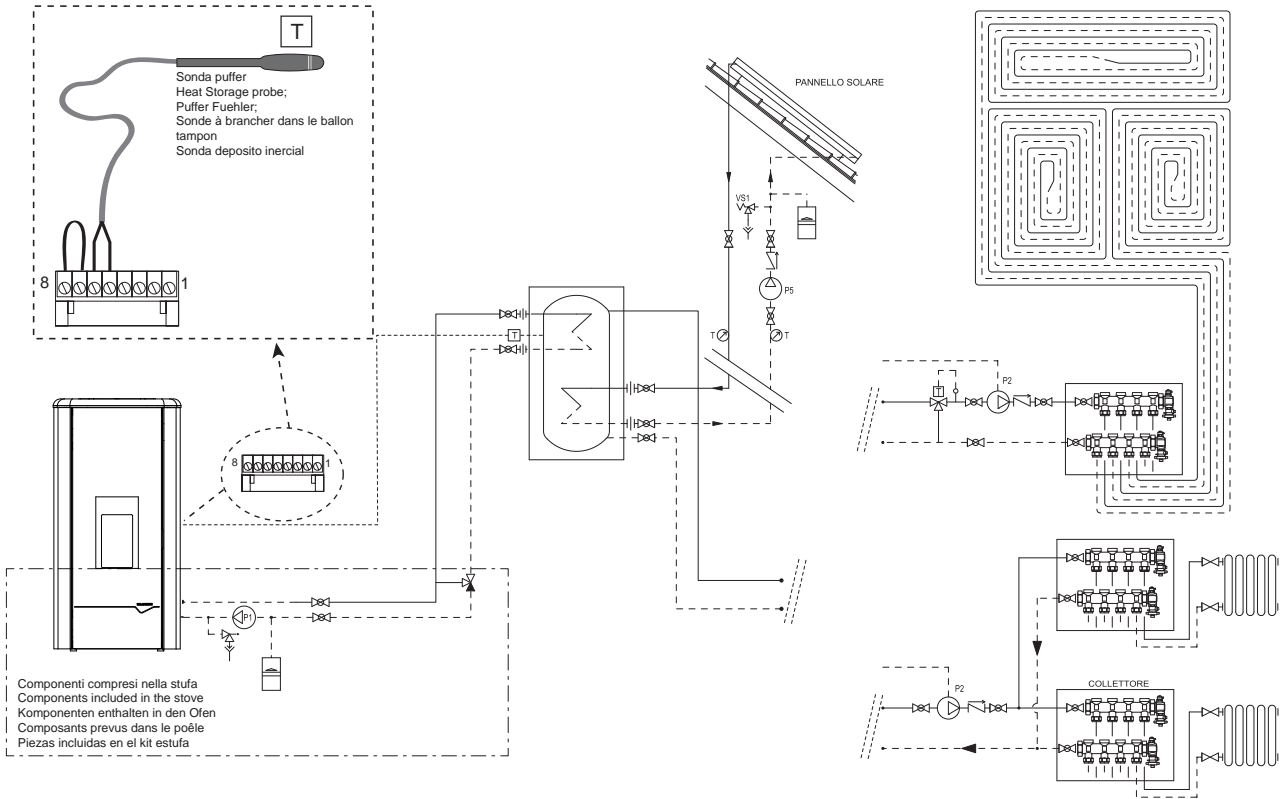 T
Sonda puffer
Heat Storage probe;
Puffer Fuehler;
Sonde à brancher dans le ballon
tampon
Sonda deposito inercial
8
1
PANNELLO SOLARE
VS1
P5
T
T
T
8
1
P1
Componenti compresi nella stufa
Components included in the stove
Komponenten enthalten in den Ofen
Composants prevus dans le poêle
Piezas incluidas en el kit estufa
T
P2
P2
COLLETTORE